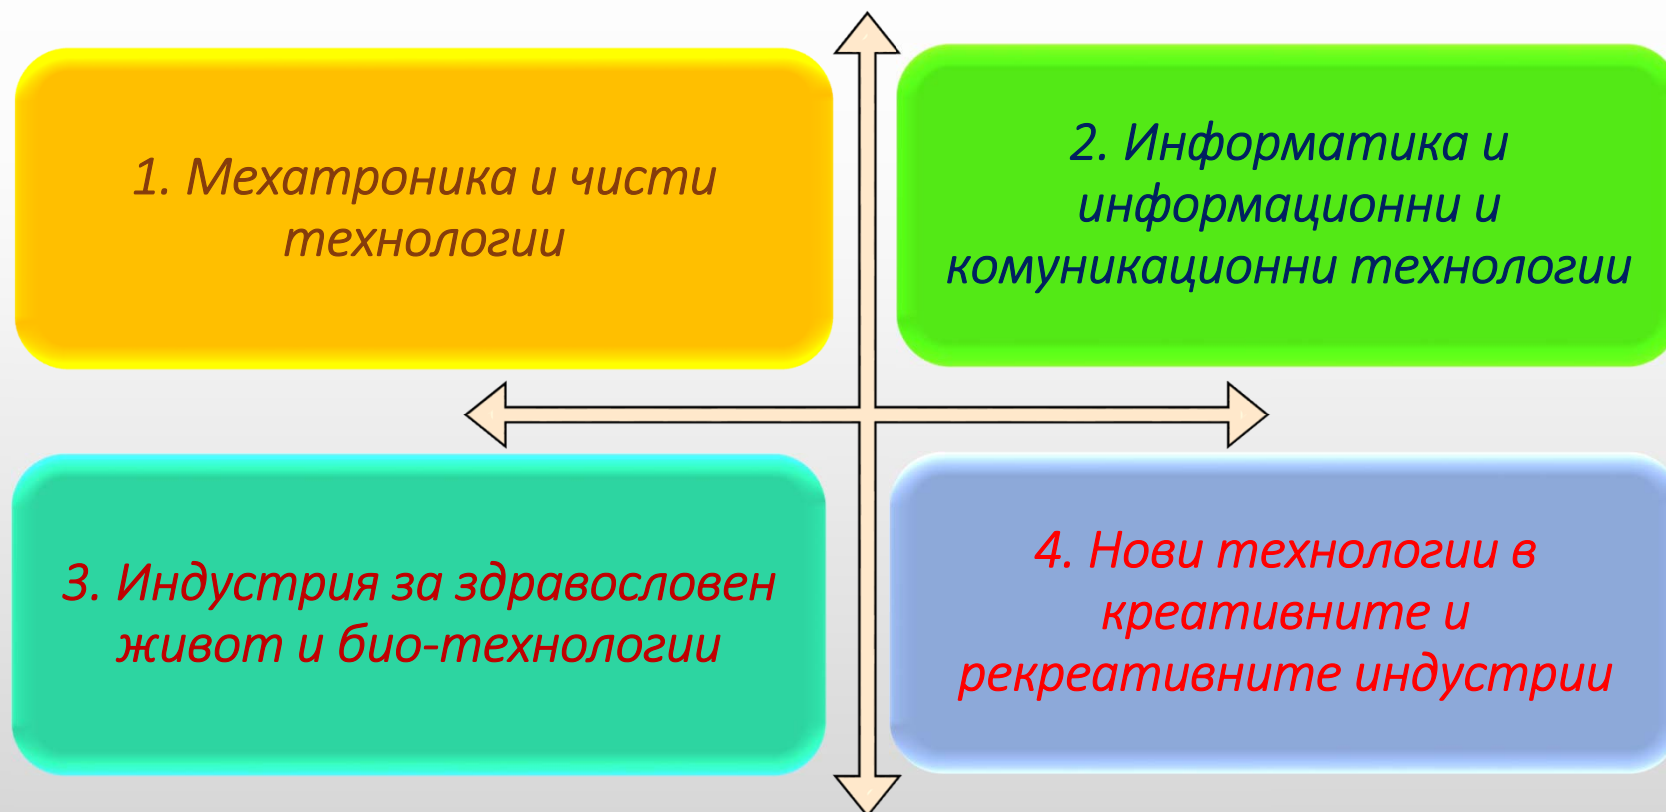 1. Мехатроника и чисти
технологии
2. Информатика и
информационни и
комуникационни технологии
3. Индустрия за здравословен
живот и био-технологии
4. Нови технологии в
креативните и
рекреативните индустрии